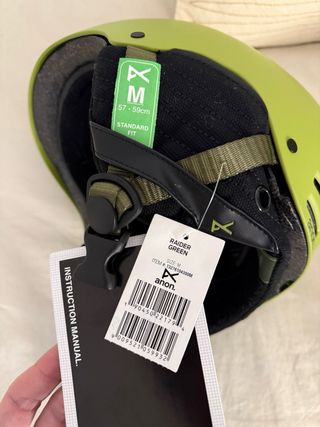 M
57 - 59cm
STANDARD
FIT
RAIDER
GREEN
SIZE: M
anon.
INSTRUCTION MANUAL.